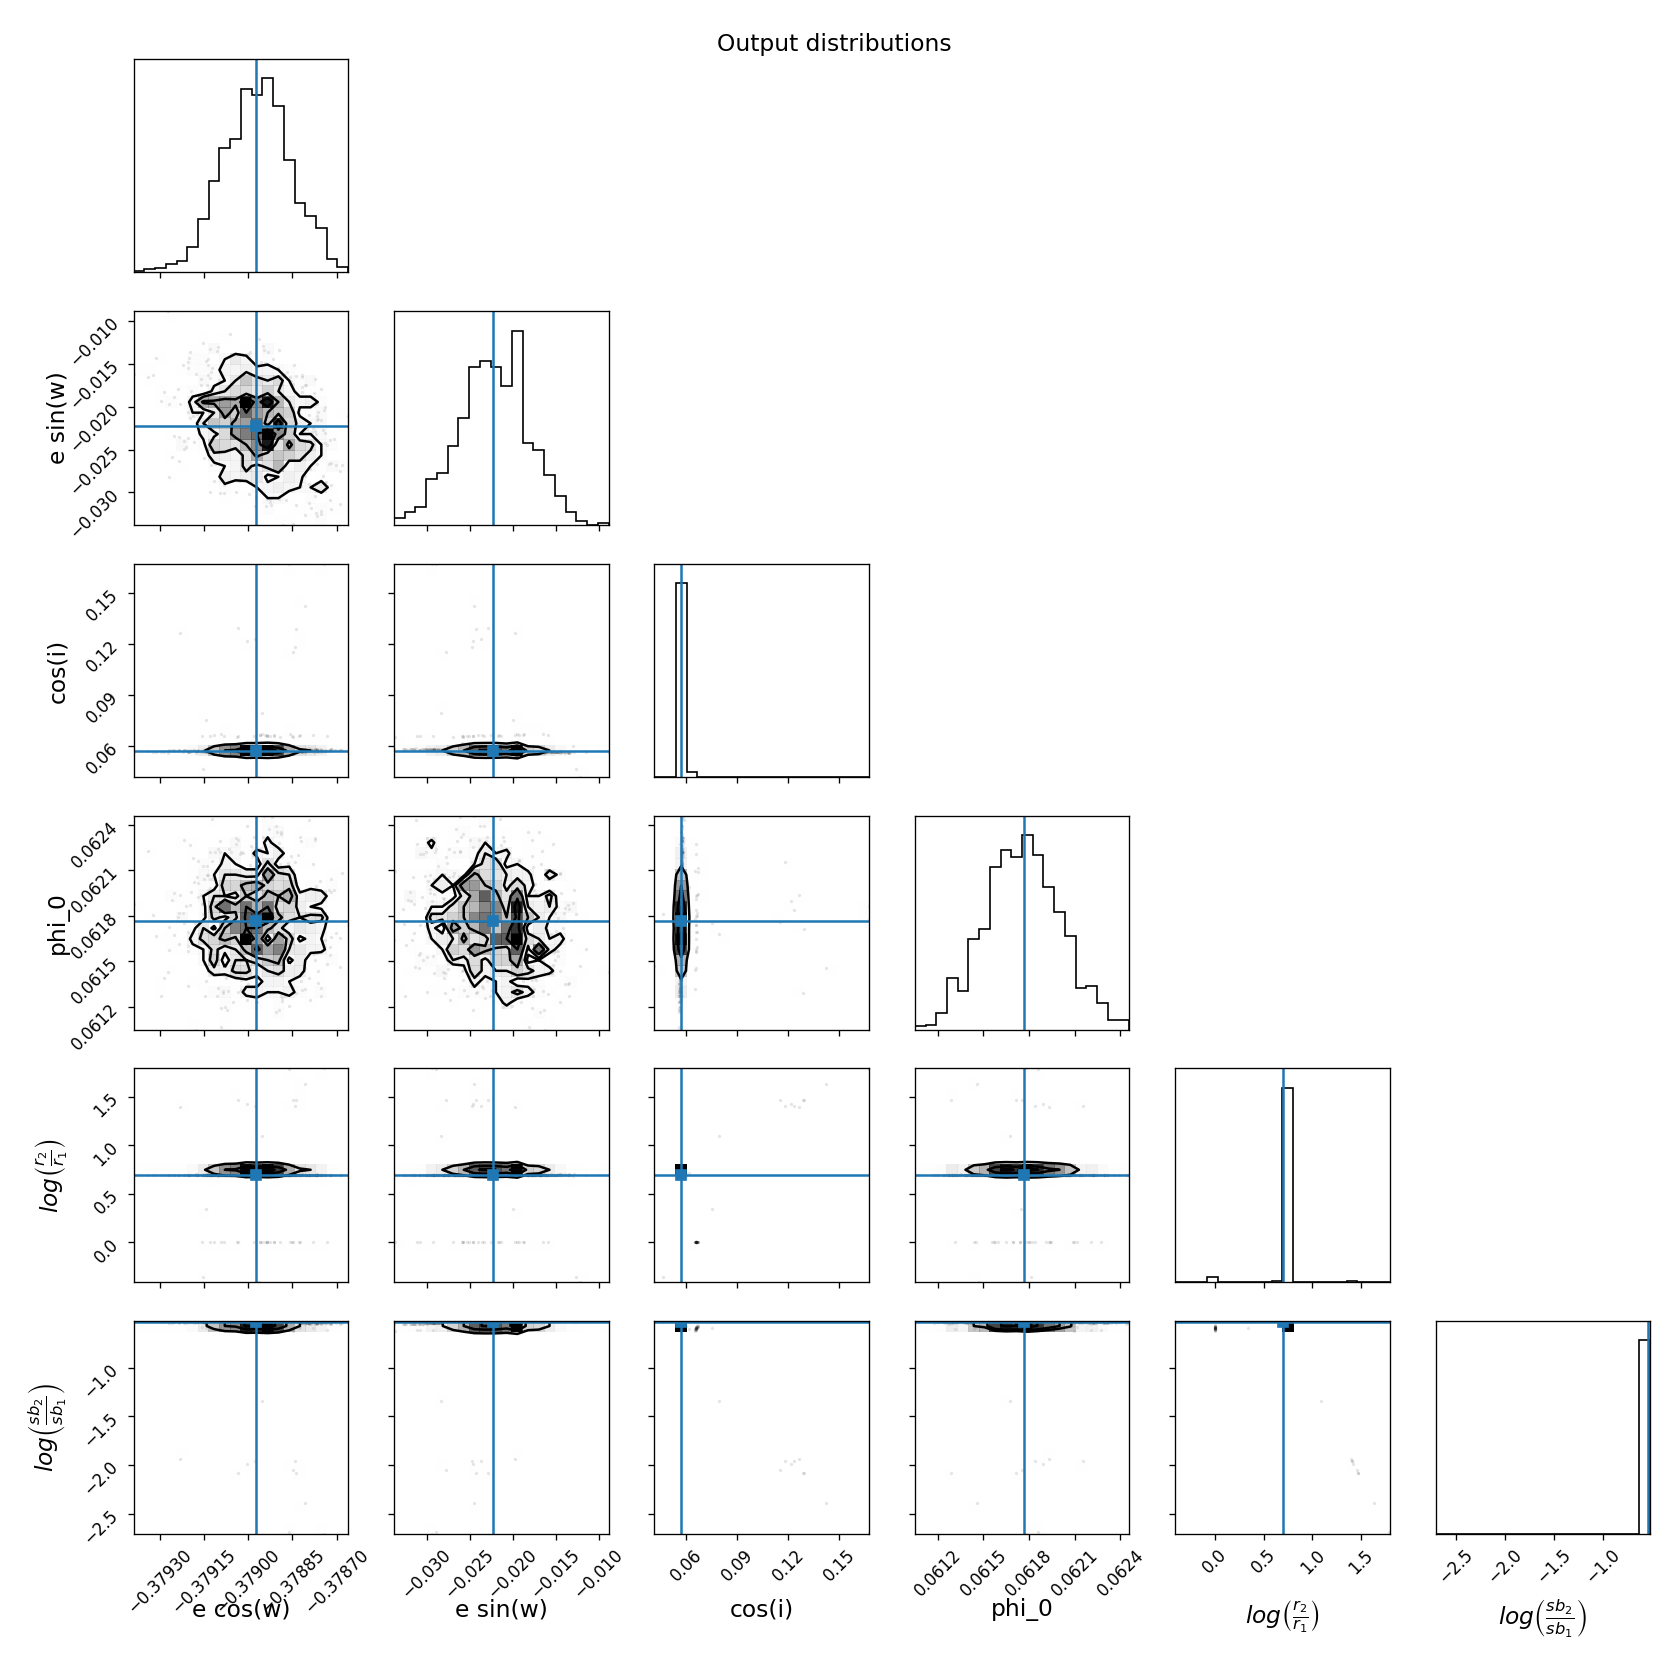 Output distributions
e sin(w)
−0.010
−0.015
−0.020
−0.025
−0.030
cos(i)
0.15
0.12
0.09
0.06
phi_0
0.0624
0.0621
0.0618
0.0615
0.0612
log(r₂/r₁)
1.5
1.0
0.5
0.0
log(sb₂/sb₁)
−1.0
−1.5
−2.0
−2.5
−0.37930 −0.37915 −0.37900 −0.37885 −0.37870
−0.030 −0.025 −0.020 −0.015 −0.010
0.06 0.09 0.12 0.15
0.0612 0.0615 0.0618 0.0621 0.0624
0.0 0.5 1.0 1.5
−2.5 −2.0 −1.5 −1.0
e cos(w)
e sin(w)
cos(i)
phi_0
log(r₂/r₁)
log(sb₂/sb₁)